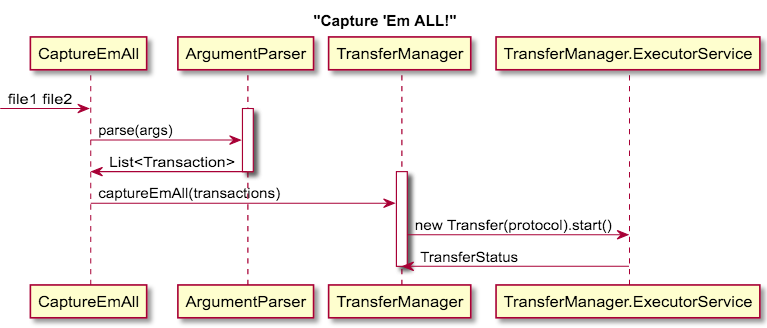 "Capture 'Em ALL!"
CaptureEmAll ArgumentParser TransferManager TransferManager.ExecutorService
file1 file2
parse(args)
List<Transaction>
captureEmAll(transactions)
new Transfer(protocol).start()
TransferStatus
CaptureEmAll ArgumentParser TransferManager TransferManager.ExecutorService